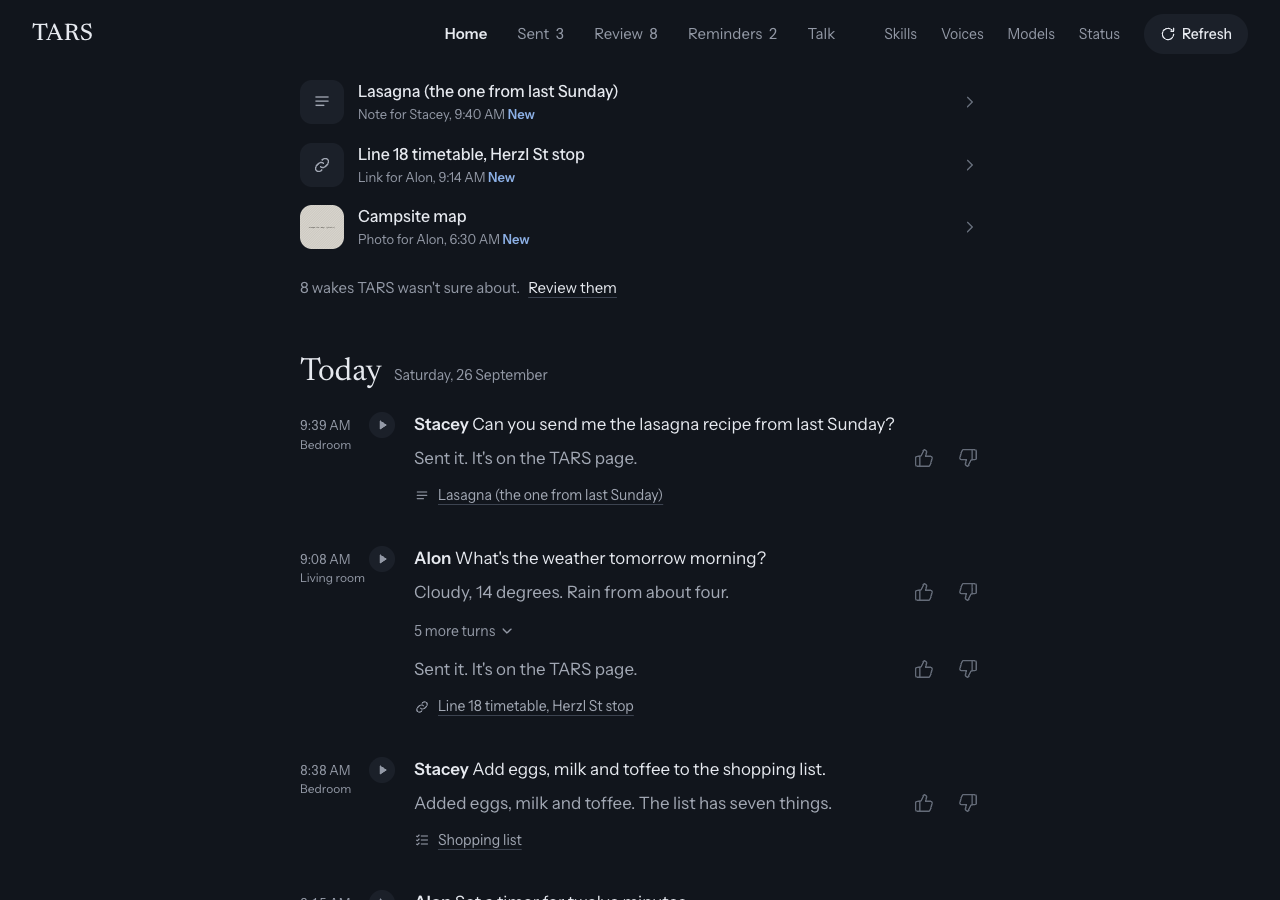 TARS
Home
Sent 3
Review 8
Reminders 2
Talk
Skills
Voices
Models
Status
Refresh
Lasagna (the one from last Sunday)
Note for Stacey, 9:40 AM New
Line 18 timetable, Herzl St stop
Link for Alon, 9:14 AM New
Campsite map
Photo for Alon, 6:30 AM New
8 wakes TARS wasn't sure about. Review them
Today Saturday, 26 September
9:39 AM
Bedroom
Stacey Can you send me the lasagna recipe from last Sunday?
Sent it. It's on the TARS page.
Lasagna (the one from last Sunday)
9:08 AM
Living room
Alon What's the weather tomorrow morning?
Cloudy, 14 degrees. Rain from about four.
5 more turns
Sent it. It's on the TARS page.
Line 18 timetable, Herzl St stop
8:38 AM
Bedroom
Stacey Add eggs, milk and toffee to the shopping list.
Added eggs, milk and toffee. The list has seven things.
Shopping list
Alon Set a timer for twelve minutes